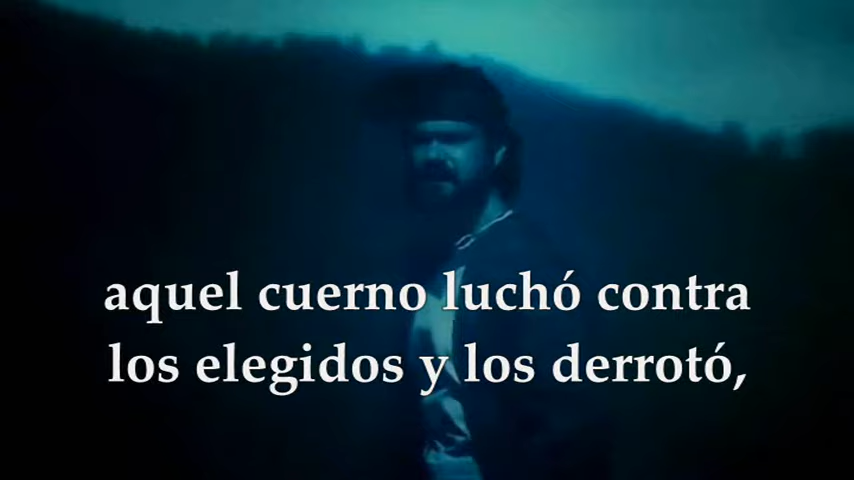 aquel cuerno luchó contra
los elegidos y los derrotó,